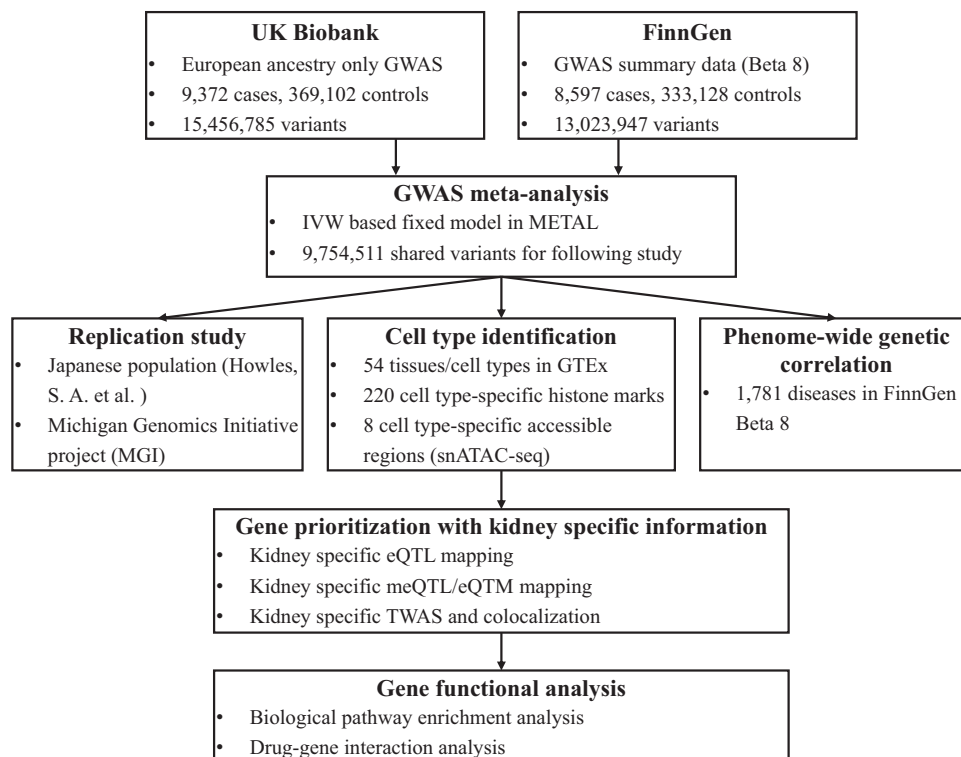 UK Biobank
• European ancestry only GWAS
• 9,372 cases, 369,102 controls
• 15,456,785 variants
FinnGen
• GWAS summary data (Beta 8)
• 8,597 cases, 333,128 controls
• 13,023,947 variants
GWAS meta-analysis
• IVW based fixed model in METAL
• 9,754,511 shared variants for following study
Replication study
• Japanese population (Howles,
S. A. et al. )
• Michigan Genomics Initiative
project (MGI)
Cell type identification
• 54 tissues/cell types in GTEx
• 220 cell type-specific histone marks
• 8 cell type-specific accessible
regions (snATAC-seq)
Phenome-wide genetic
correlation
• 1,781 diseases in FinnGen
Beta 8
Gene prioritization with kidney specific information
• Kidney specific eQTL mapping
• Kidney specific meQTL/eQTM mapping
• Kidney specific TWAS and colocalization
Gene functional analysis
• Biological pathway enrichment analysis
• Drug-gene interaction analysis